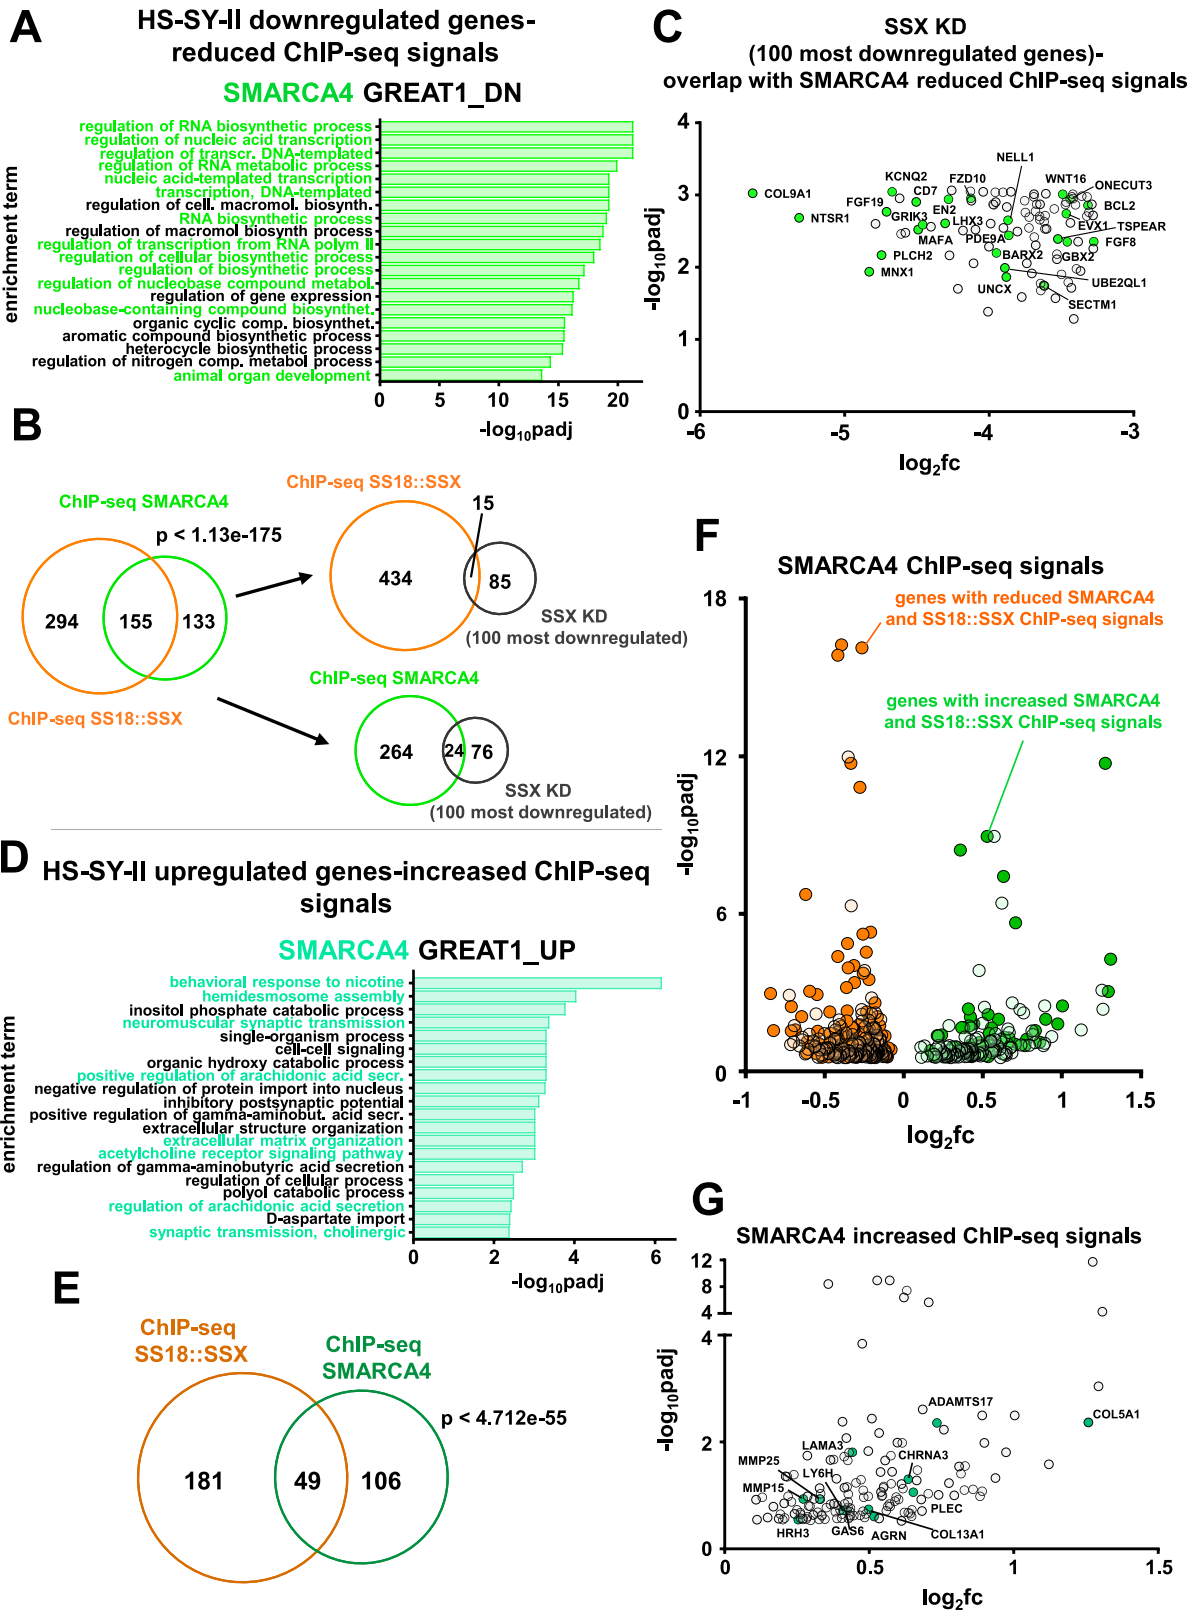 A
HS-SY-II downregulated genes-
reduced ChIP-seq signals
SMARCA4 GREAT1_DN
enrichment term
regulation of RNA biosynthetic process
regulation of nucleic acid transcription
regulation of transcr. DNA-templated
regulation of RNA metabolic process
nucleic acid-templated transcription
transcription, DNA-templated
regulation of cell. macromol. biosynth.
RNA biosynthetic process
regulation of macromol biosynth process
regulation of transcription from RNA polym II
regulation of cellular biosynthetic process
regulation of biosynthetic process
regulation of nucleobase compound metabol.
regulation of gene expression
nucleobase-containing compound biosynthet.
organic cyclic comp. biosynthet.
aromatic compound biosynthetic process
heterocycle biosynthetic process
regulation of nitrogen comp. metabol process
animal organ development
0 5 10 15 20
-log10padj
B
ChIP-seq SMARCA4
p < 1.13e-175
294 155 133
ChIP-seq SS18::SSX
ChIP-seq SS18::SSX
15
434 85
SSX KD
(100 most downregulated)
ChIP-seq SMARCA4
264 24 76
SSX KD
(100 most downregulated)
C
SSX KD
(100 most downregulated genes)-
overlap with SMARCA4 reduced ChIP-seq signals
-log10padj
4
3
2
1
0
-6 -5 -4 -3
log2fc
COL9A1
NTSR1
KCNQ2
CD7
FZD10
NELL1
WNT16
ONECUT3
BCL2
FGF19
GRIK3
EN2
LHX3
EVX1
TSPEAR
MAFA
PDE9A
FGF8
PLCH2
BARX2
GBX2
MNX1
UNCX
UBE2QL1
SECTM1
D
HS-SY-II upregulated genes-increased ChIP-seq
signals
SMARCA4 GREAT1_UP
enrichment term
behavioral response to nicotine
hemidesmosome assembly
inositol phosphate catabolic process
neuromuscular synaptic transmission
single-organism process
cell-cell signaling
organic hydroxy catabolic process
positive regulation of arachidonic acid secr.
negative regulation of protein import into nucleus
inhibitory postsynaptic potential
positive regulation of gamma-aminobut. acid secr.
extracellular structure organization
extracellular matrix organization
acetylcholine receptor signaling pathway
regulation of gamma-aminobutyric acid secretion
regulation of cellular process
polyol catabolic process
regulation of arachidonic acid secretion
D-aspartate import
synaptic transmission, cholinergic
0 2 4 6
-log10padj
E
ChIP-seq
SS18::SSX
ChIP-seq
SMARCA4
p < 4.712e-55
181 49 106
F
SMARCA4 ChIP-seq signals
genes with reduced SMARCA4
and SS18::SSX ChIP-seq signals
genes with increased SMARCA4
and SS18::SSX ChIP-seq signals
-log10padj
18
12
6
0
-1 -0.5 0 0.5 1 1.5
log2fc
G
SMARCA4 increased ChIP-seq signals
-log10padj
12
8
4
4
2
0
0 0.5 1 1.5
log2fc
ADAMTS17
COL5A1
LAMA3
CHRNA3
MMP25
LY6H
MMP15
PLEC
HRH3
GAS6
AGRN
COL13A1